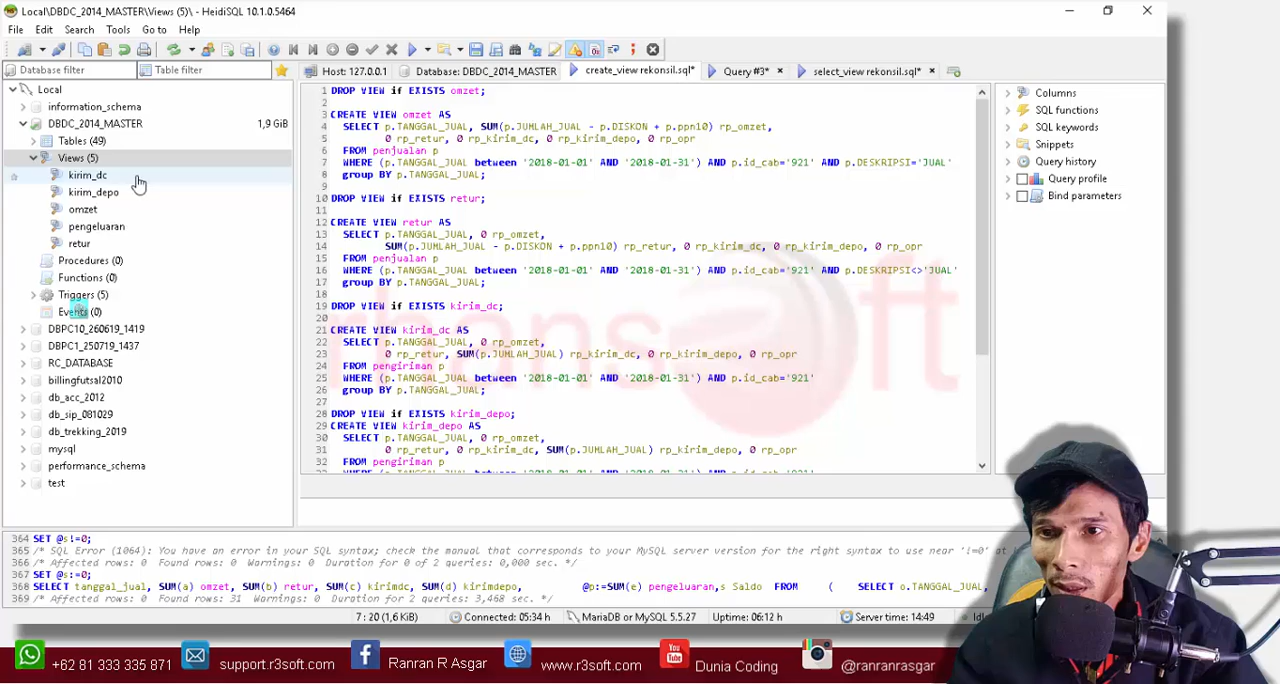 Local\DBDC_2014_MASTER\Views (5)\ - HeidiSQL 10.1.0.5464
File Edit Search Tools Go to Help
Database filter Table filter Host: 127.0.0.1 Database: DBDC_2014_MASTER create_view rekonsil.sql* Query #3* select_view rekonsil.sql*
Local
information_schema
DBDC_2014_MASTER 1,9 GiB
Tables (49)
Views (5)
kirim_dc
kirim_depo
omzet
pengeluaran
retur
Procedures (0)
Functions (0)
Triggers (5)
Events (0)
DBPC10_260619_1419
DBPC1_250719_1437
RC_DATABASE
billingfutsal2010
db_acc_2012
db_sip_081029
db_trekking_2019
mysql
performance_schema
test
1 DROP VIEW if EXISTS omzet;
2
3 CREATE VIEW omzet AS
4 SELECT p.TANGGAL_JUAL, SUM(p.JUMLAH_JUAL - p.DISKON + p.ppn10) rp_omzet,
5 0 rp_retur, 0 rp_kirim_dc, 0 rp_kirim_depo, 0 rp_opr
6 FROM penjualan p
7 WHERE (p.TANGGAL_JUAL between '2018-01-01' AND '2018-01-31') AND p.id_cab='921' AND p.DESKRIPSI='JUAL'
8 group BY p.TANGGAL_JUAL;
9
10 DROP VIEW if EXISTS retur;
11
12 CREATE VIEW retur AS
13 SELECT p.TANGGAL_JUAL, 0 rp_omzet,
14 SUM(p.JUMLAH_JUAL - p.DISKON + p.ppn10) rp_retur, 0 rp_kirim_dc, 0 rp_kirim_depo, 0 rp_opr
15 FROM penjualan p
16 WHERE (p.TANGGAL_JUAL between '2018-01-01' AND '2018-01-31') AND p.id_cab='921' AND p.DESKRIPSI<>'JUAL'
17 group BY p.TANGGAL_JUAL;
18
19 DROP VIEW if EXISTS kirim_dc;
20
21 CREATE VIEW kirim_dc AS
22 SELECT p.TANGGAL_JUAL, 0 rp_omzet,
23 0 rp_retur, SUM(p.JUMLAH_JUAL) rp_kirim_dc, 0 rp_kirim_depo, 0 rp_opr
24 FROM pengiriman p
25 WHERE (p.TANGGAL_JUAL between '2018-01-01' AND '2018-01-31') AND p.id_cab='921'
26 group BY p.TANGGAL_JUAL;
27
28 DROP VIEW if EXISTS kirim_depo;
29 CREATE VIEW kirim_depo AS
30 SELECT p.TANGGAL_JUAL, 0 rp_omzet,
31 0 rp_retur, 0 rp_kirim_dc, SUM(p.JUMLAH_JUAL) rp_kirim_depo, 0 rp_opr
32 FROM pengiriman p
33 WHERE (p.TANGGAL_JUAL between '2018-01-01' AND '2018-01-31') AND p.id_cab='921'
rhansoft
Columns
SQL functions
SQL keywords
Snippets
Query history
Query profile
Bind parameters
364 SET @s!=0;
365 /* SQL Error (1064): You have an error in your SQL syntax; check the manual that corresponds to your MySQL server version for the right syntax to use near '!=0' at
366 /* Affected rows: 0 Found rows: 0 Warnings: 0 Duration for 0 of 2 queries: 0,000 sec. */
367 SET @s:=0;
368 SELECT tanggal_jual, SUM(a) omzet, SUM(b) retur, SUM(c) kirimdc, SUM(d) kirimdepo, @p:=SUM(e) pengeluaran,s Saldo FROM ( SELECT o.TANGGAL_JUAL,
369 /* Affected rows: 0 Found rows: 31 Warnings: 0 Duration for 2 queries: 3,468 sec. */
7 : 20 (1,6 KiB) Connected: 05:34 h MariaDB or MySQL 5.5.27 Uptime: 06:12 h Server time: 14:49 Idl
+62 81 333 335 871 support.r3soft.com Ranran R Asgar www.r3soft.com You Tube Dunia Coding @ranranrasgar